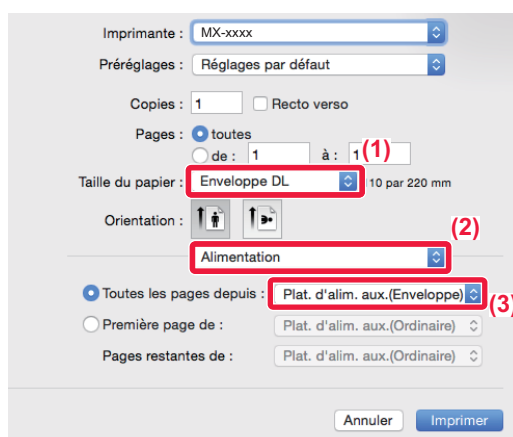 Imprimante : MX-xxxx
Préréglages : Réglages par défaut
Copies : 1 Recto verso
Pages : toutes
de : 1 à : 1 (1)
Taille du papier : Enveloppe DL 10 par 220 mm
Orientation :
(2)
Alimentation
Toutes les pages depuis : Plat. d'alim. aux.(Enveloppe)
(3)
Première page de : Plat. d'alim. aux.(Ordinaire)
Pages restantes de : Plat. d'alim. aux.(Ordinaire)
Annuler Imprimer